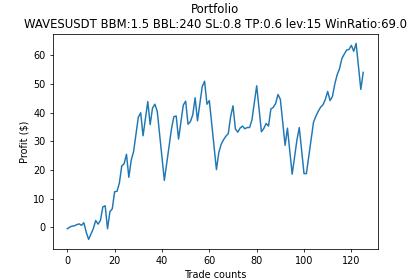 Portfolio
WAVESUSDT BBM:1.5 BBL:240 SL:0.8 TP:0.6 lev:15 WinRatio:69.0
60
50
40
30
20
10
0
Profit ($)
0 20 40 60 80 100 120
Trade counts